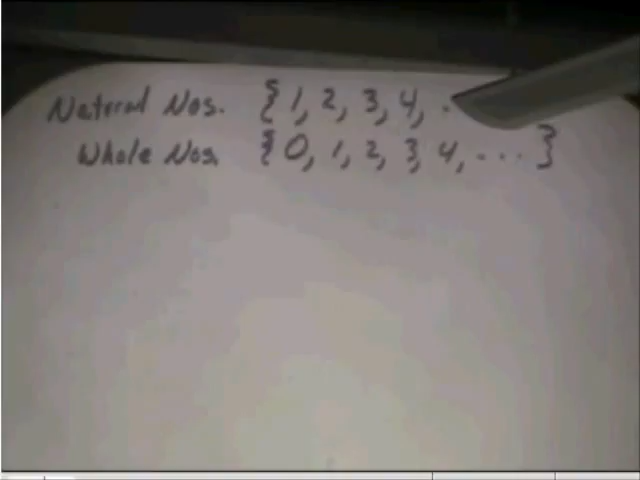 Natural Nos. {1, 2, 3, 4, .
Whole Nos. {0, 1, 2, 3, 4, ... }